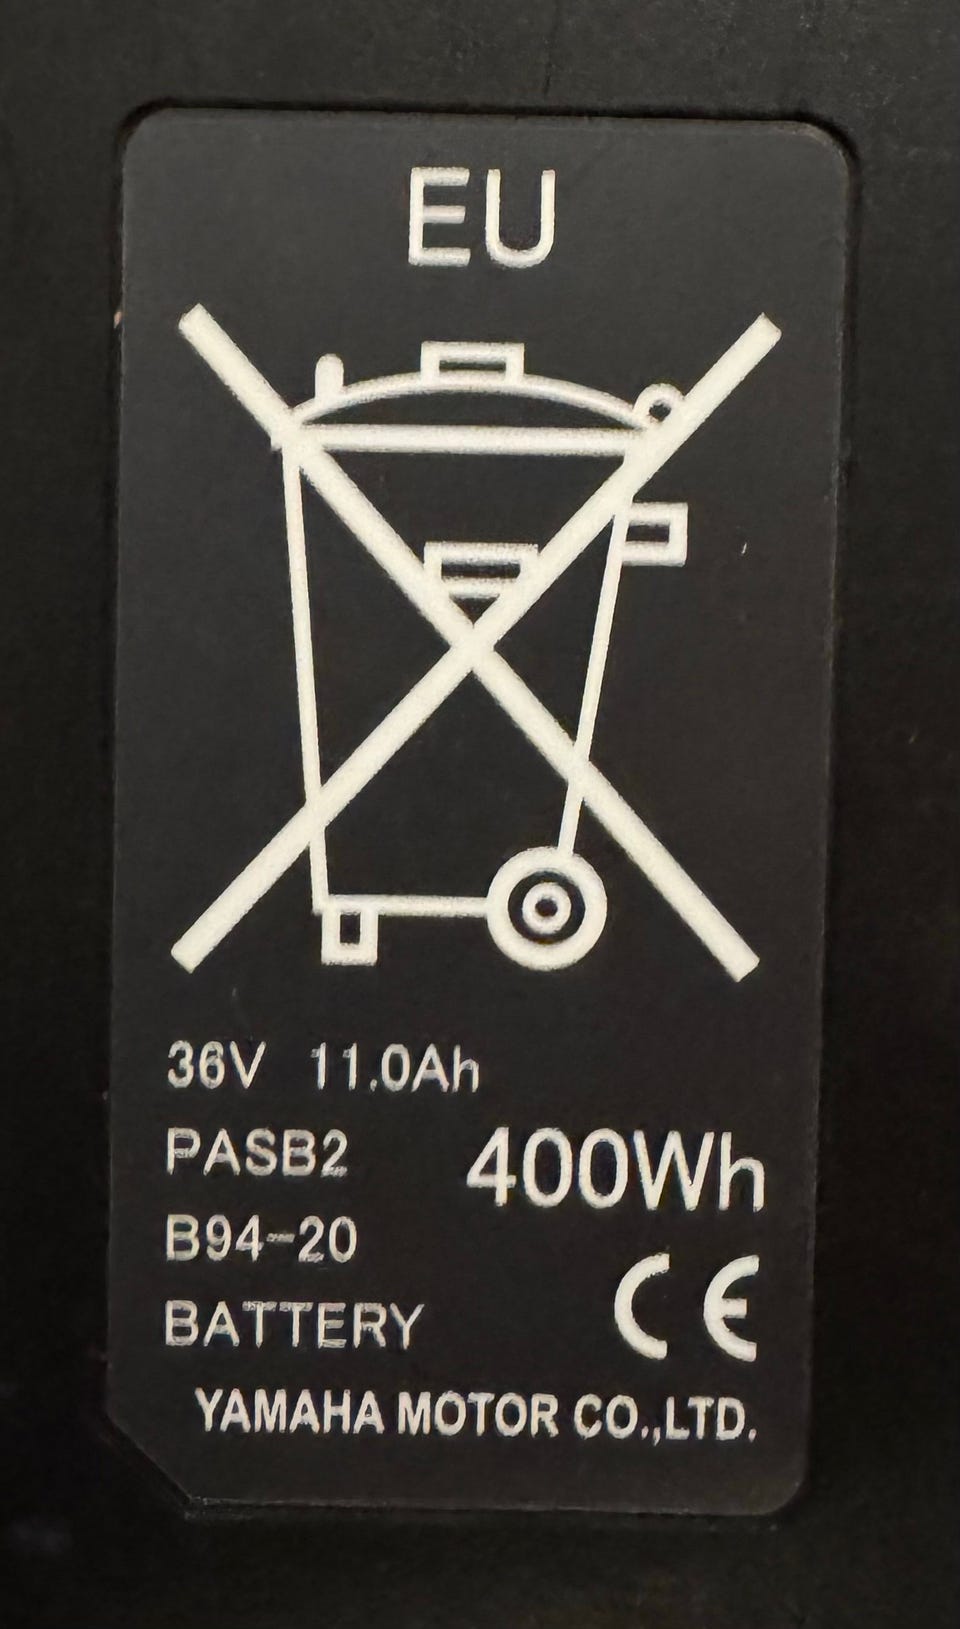 EU
36V 11.0Ah
PASB2
400Wh
B94-20
CE
BATTERY
YAMAHA MOTOR CO.,LTD.